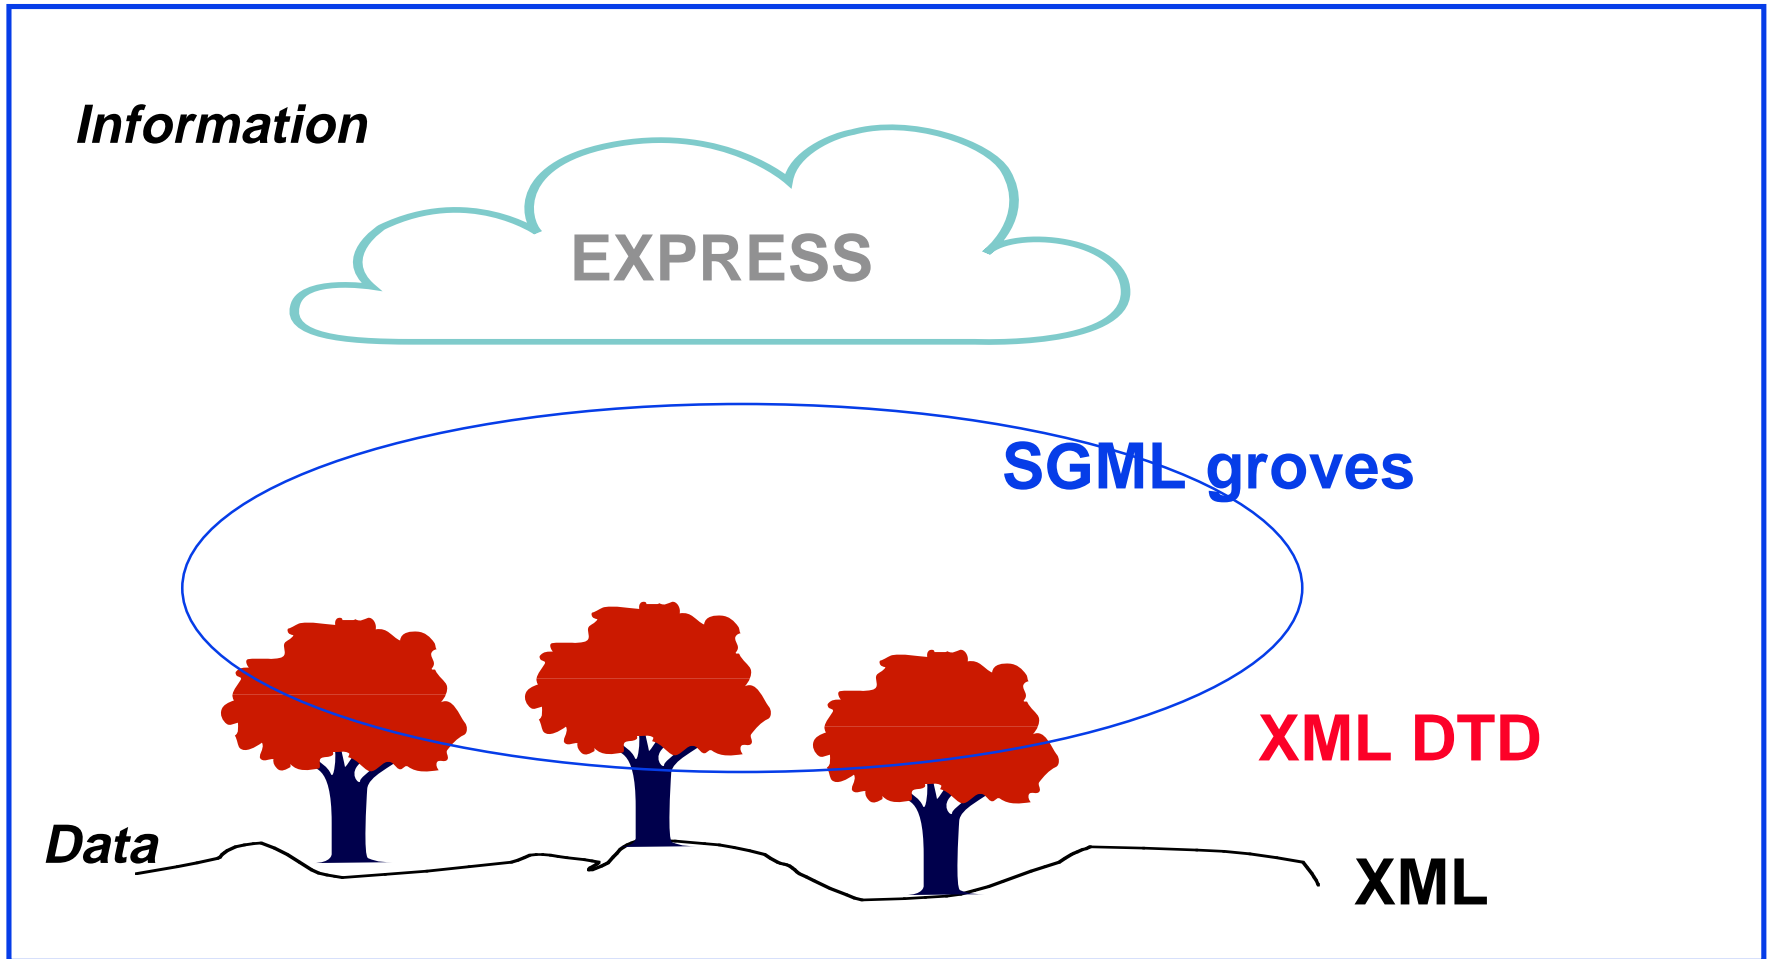 Information
EXPRESS
SGML groves
XML DTD
Data
XML